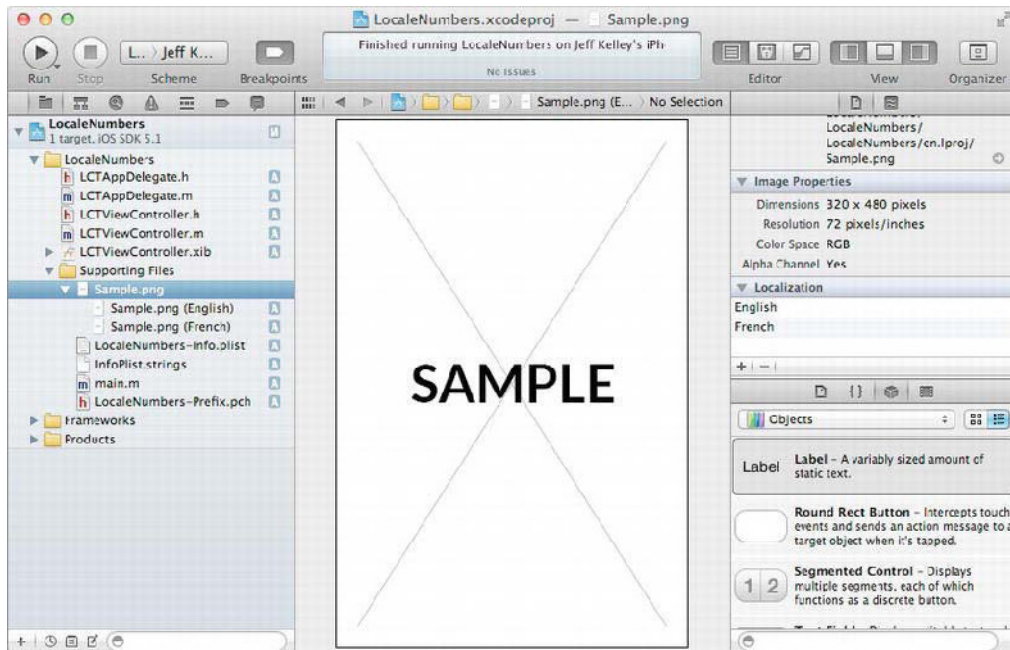 LocaleNumbers.xcodeproj — Sample.png
Run
Stop
L... 〉 Jeff K...
Scheme
Breakpoints
Finished running LocaleNumbers on Jeff Kelley's iPh
No Issues
Editor
View
Organizer
Sample.png (E... 〉 No Selection
LocaleNumbers
1 target, iOS SDK 5.1
M
LocaleNumbers
LCTAppDelegate.h A
LCTAppDelegate.m A
LCTViewController.h A
LCTViewController.m A
LCTViewController.xib A
Supporting Files
Sample.png
Sample.png (English) A
Sample.png (French) A
LocaleNumbers-Info.plist A
InfoPlist.strings A
main.m A
LocaleNumbers-Prefix.pch A
Frameworks
Products
SAMPLE
LocaleNumbers/
LocaleNumbers/en.lproj/
Sample.png
Image Properties
Dimensions 320 x 480 pixels
Resolution 72 pixels/inches
Color Space RGB
Alpha Channel Yes
Localization
English
French
+ −
{ }
Objects
Label
Label – A variably sized amount of
static text.
Round Rect Button – Intercepts touch
events and sends an action message to a
target object when it's tapped.
1 2
Segmented Control – Displays
multiple segments, each of which
functions as a discrete button.